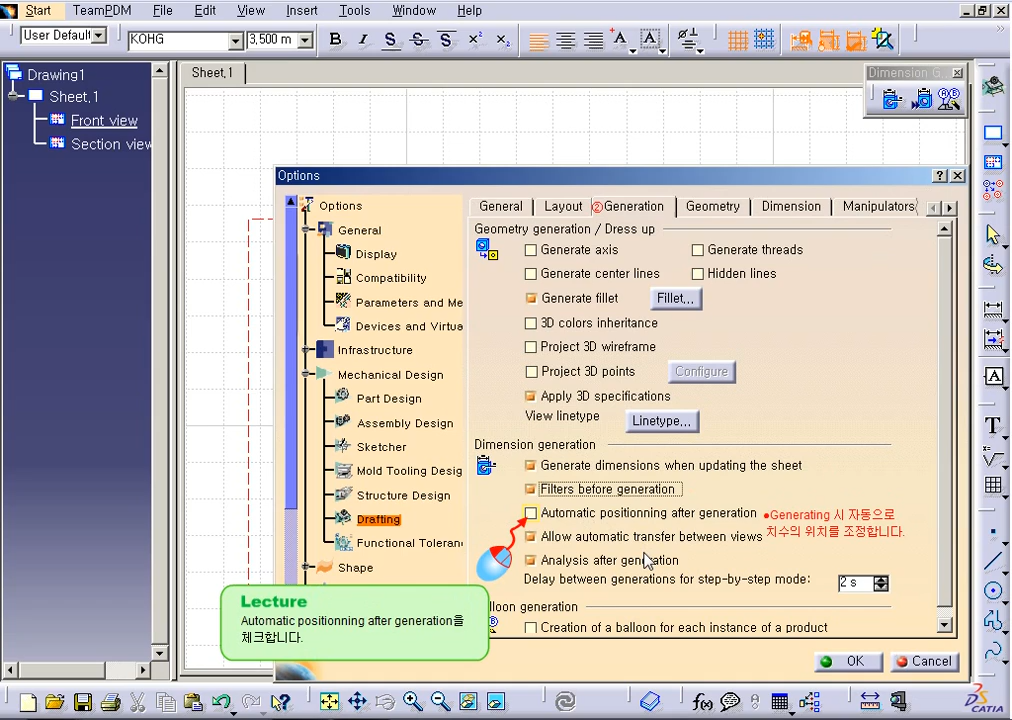 Start TeamPDM File Edit View Insert Tools Window Help
User Default KOHG 3,500 m B I S S S x² x₂
Drawing1
Sheet,1
Front view
Section view
Sheet,1
Dimension G...
Options
Options
General
Display
Compatibility
Parameters and Me
Devices and Virtua
Infrastructure
Mechanical Design
Part Design
Assembly Design
Sketcher
Mold Tooling Desig
Structure Design
Drafting
Functional Toleran
Shape
General Layout ②Generation Geometry Dimension Manipulators
Geometry generation / Dress up
Generate axis Generate threads
Generate center lines Hidden lines
Generate fillet Fillet,,,
3D colors inheritance
Project 3D wireframe
Project 3D points Configure
Apply 3D specifications
View linetype Linetype,,,
Dimension generation
Generate dimensions when updating the sheet
Filters before generation
Automatic positionning after generation
●Generating 시 자동으로
치수의 위치를 조정합니다.
Allow automatic transfer between views
Analysis after generation
Delay between generations for step-by-step mode: 2 s
lloon generation
Creation of a balloon for each instance of a product
Lecture
Automatic positionning after generation을
체크합니다.
OK Cancel
f(x)
CATIA